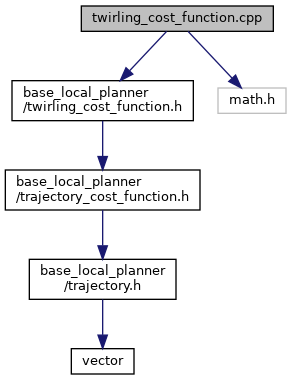 twirling_cost_function.cpp
base_local_planner
/twirling_cost_function.h
math.h
base_local_planner
/trajectory_cost_function.h
base_local_planner
/trajectory.h
vector